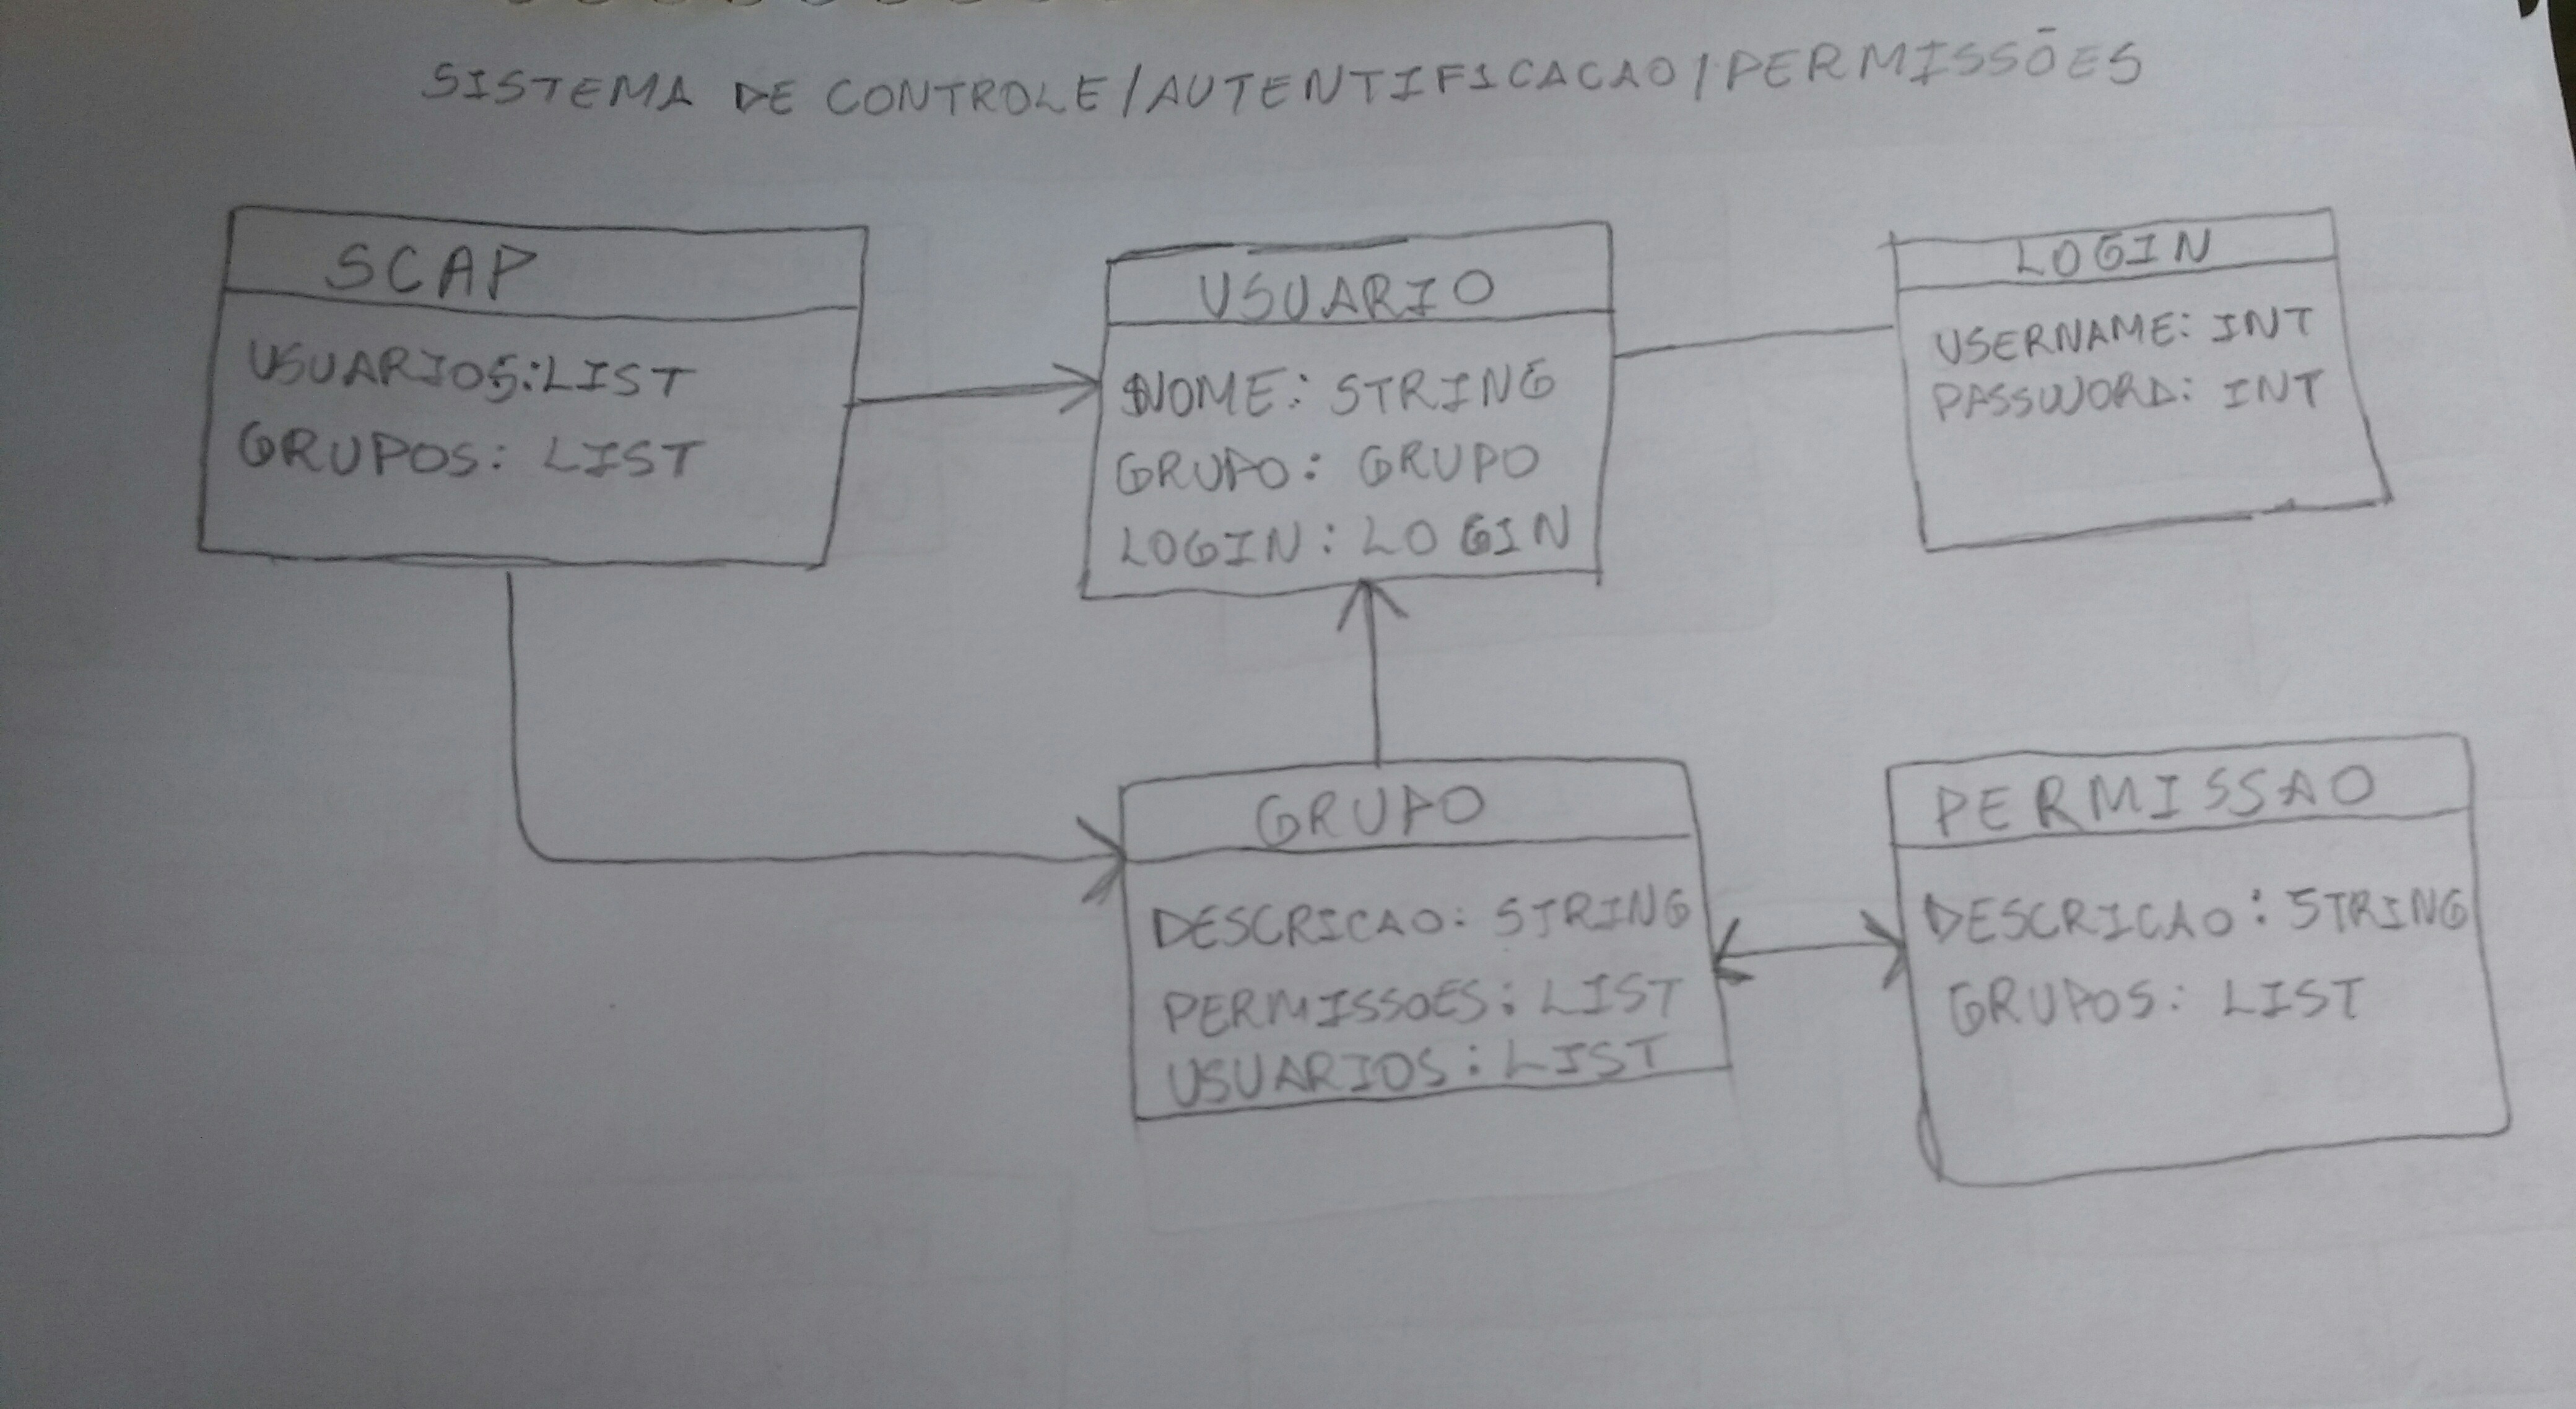 SISTEMA DE CONTROLE/AUTENTIFICACAO/PERMISSÕES
SCAP
USUARIOS:LIST
GRUPOS: LIST
USUARIO
NOME: STRING
GRUPO: GRUPO
LOGIN: LOGIN
LOGIN
USERNAME: INT
PASSWORD: INT
GRUPO
DESCRICAO: STRING
PERMISSOES: LIST
USUARIOS: LIST
PERMISSAO
DESCRICAO: STRING
GRUPOS: LIST